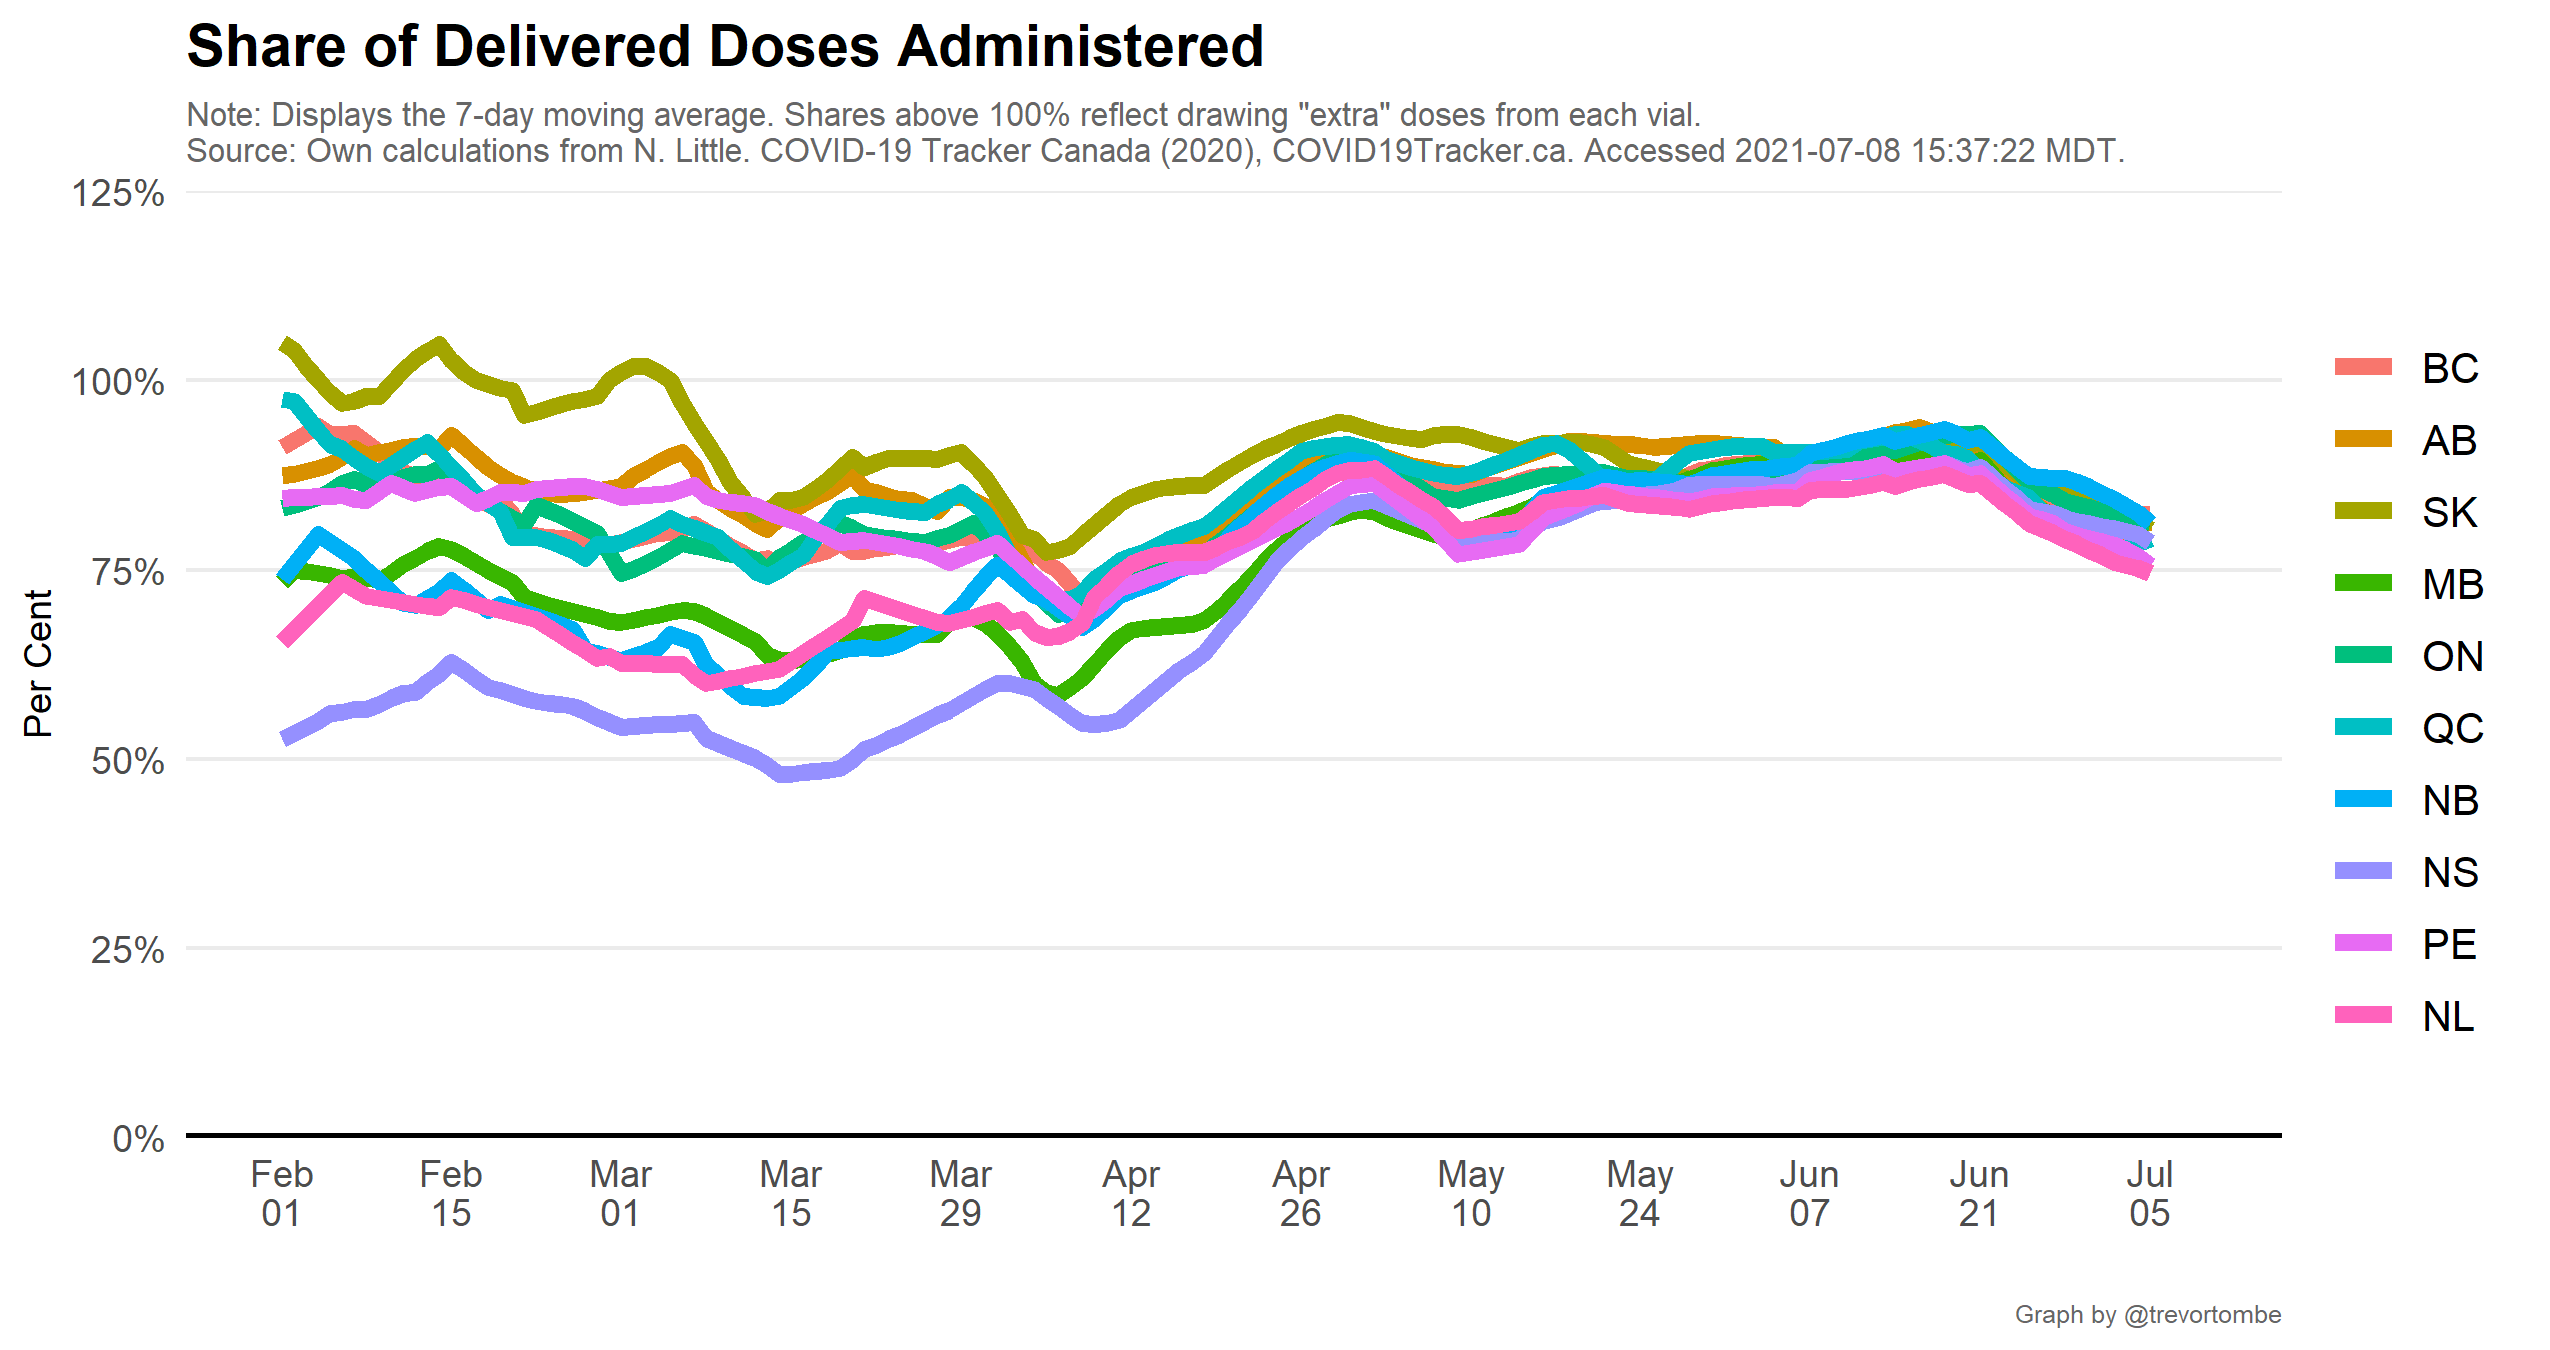 Share of Delivered Doses Administered
Note: Displays the 7-day moving average. Shares above 100% reflect drawing "extra" doses from each vial.
Source: Own calculations from N. Little. COVID-19 Tracker Canada (2020), COVID19Tracker.ca. Accessed 2021-07-08 15:37:22 MDT.
125%
100%
75%
50%
25%
0%
Per Cent
Feb 01
Feb 15
Mar 01
Mar 15
Mar 29
Apr 12
Apr 26
May 10
May 24
Jun 07
Jun 21
Jul 05
BC
AB
SK
MB
ON
QC
NB
NS
PE
NL
Graph by @trevortombe